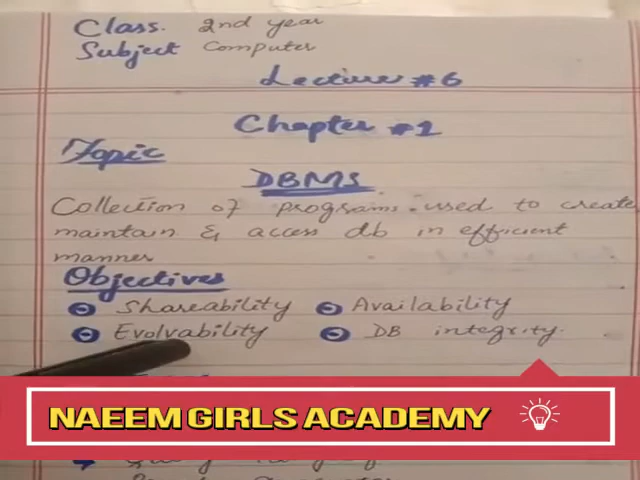 Class. 2nd year
Subject Computer
Lecture #6
Chapter #1
Topic
DBMS
Collection of programs used to create
maintain & access db in efficient
manner
Objectives
Shareability Availability
Evolvability DB integrity.
NAEEM GIRLS ACADEMY